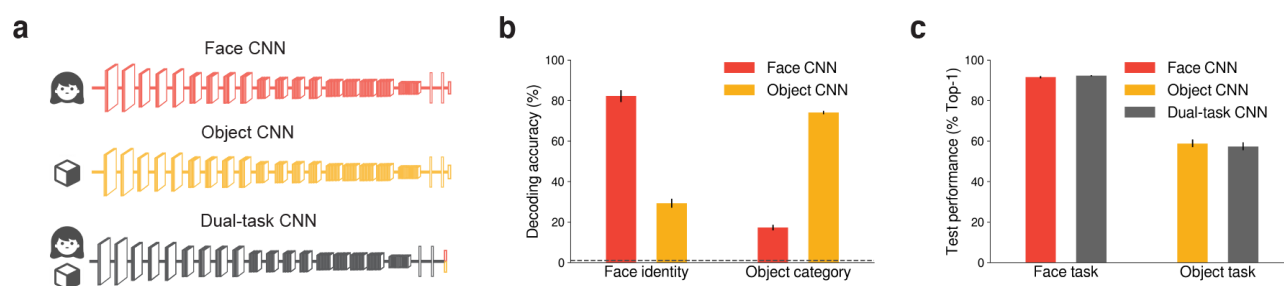 a
Face CNN
Object CNN
Dual-task CNN
b
Decoding accuracy (%)
100
80
60
40
20
0
Face CNN
Object CNN
Face identity
Object category
c
Test performance (% Top-1)
100
80
60
40
20
0
Face CNN
Object CNN
Dual-task CNN
Face task
Object task